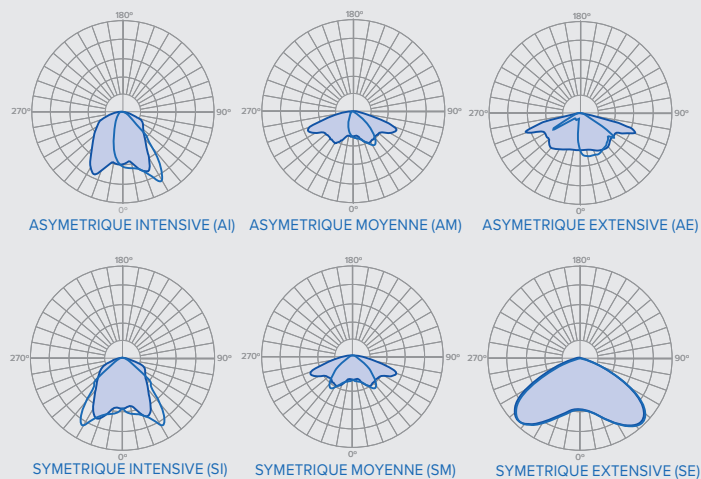 180° 180° 180°
270° 90° 270° 90° 270° 90°
0° 0° 0°
ASYMETRIQUE INTENSIVE (AI) ASYMETRIQUE MOYENNE (AM) ASYMETRIQUE EXTENSIVE (AE)
180° 180° 180°
270° 90° 270° 90° 270° 90°
0° 0° 0°
SYMETRIQUE INTENSIVE (SI) SYMETRIQUE MOYENNE (SM) SYMETRIQUE EXTENSIVE (SE)